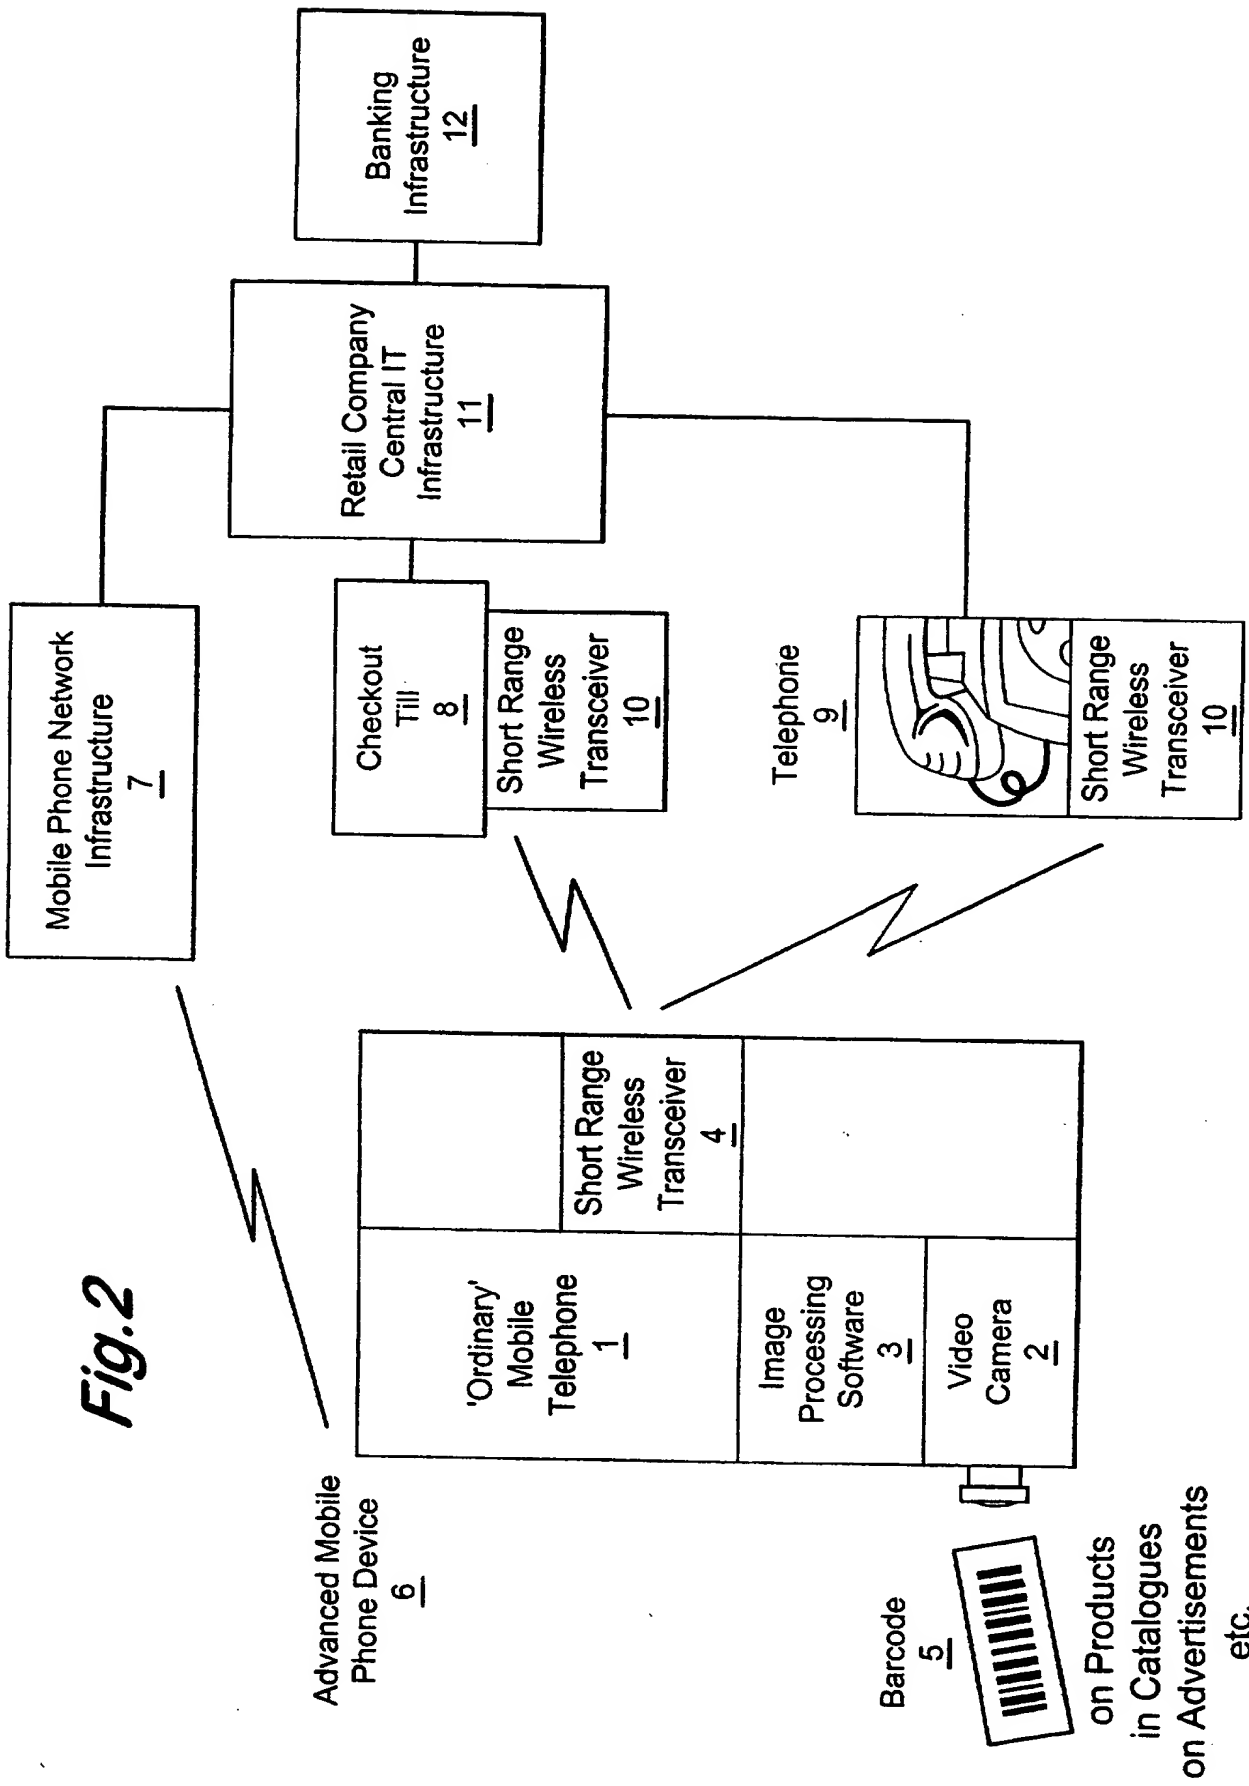 Fig.2
Mobile Phone Network
Infrastructure
7
Advanced Mobile
Phone Device
6
'Ordinary'
Mobile
Telephone
1
Short Range
Wireless
Transceiver
4
Image
Processing
Software
3
Video
Camera
2
Barcode
5
on Products
in Catalogues
on Advertisements
etc.
Checkout
Till
8
Short Range
Wireless
Transceiver
10
Telephone
9
Short Range
Wireless
Transceiver
10
Retail Company
Central IT
Infrastructure
11
Banking
Infrastructure
12